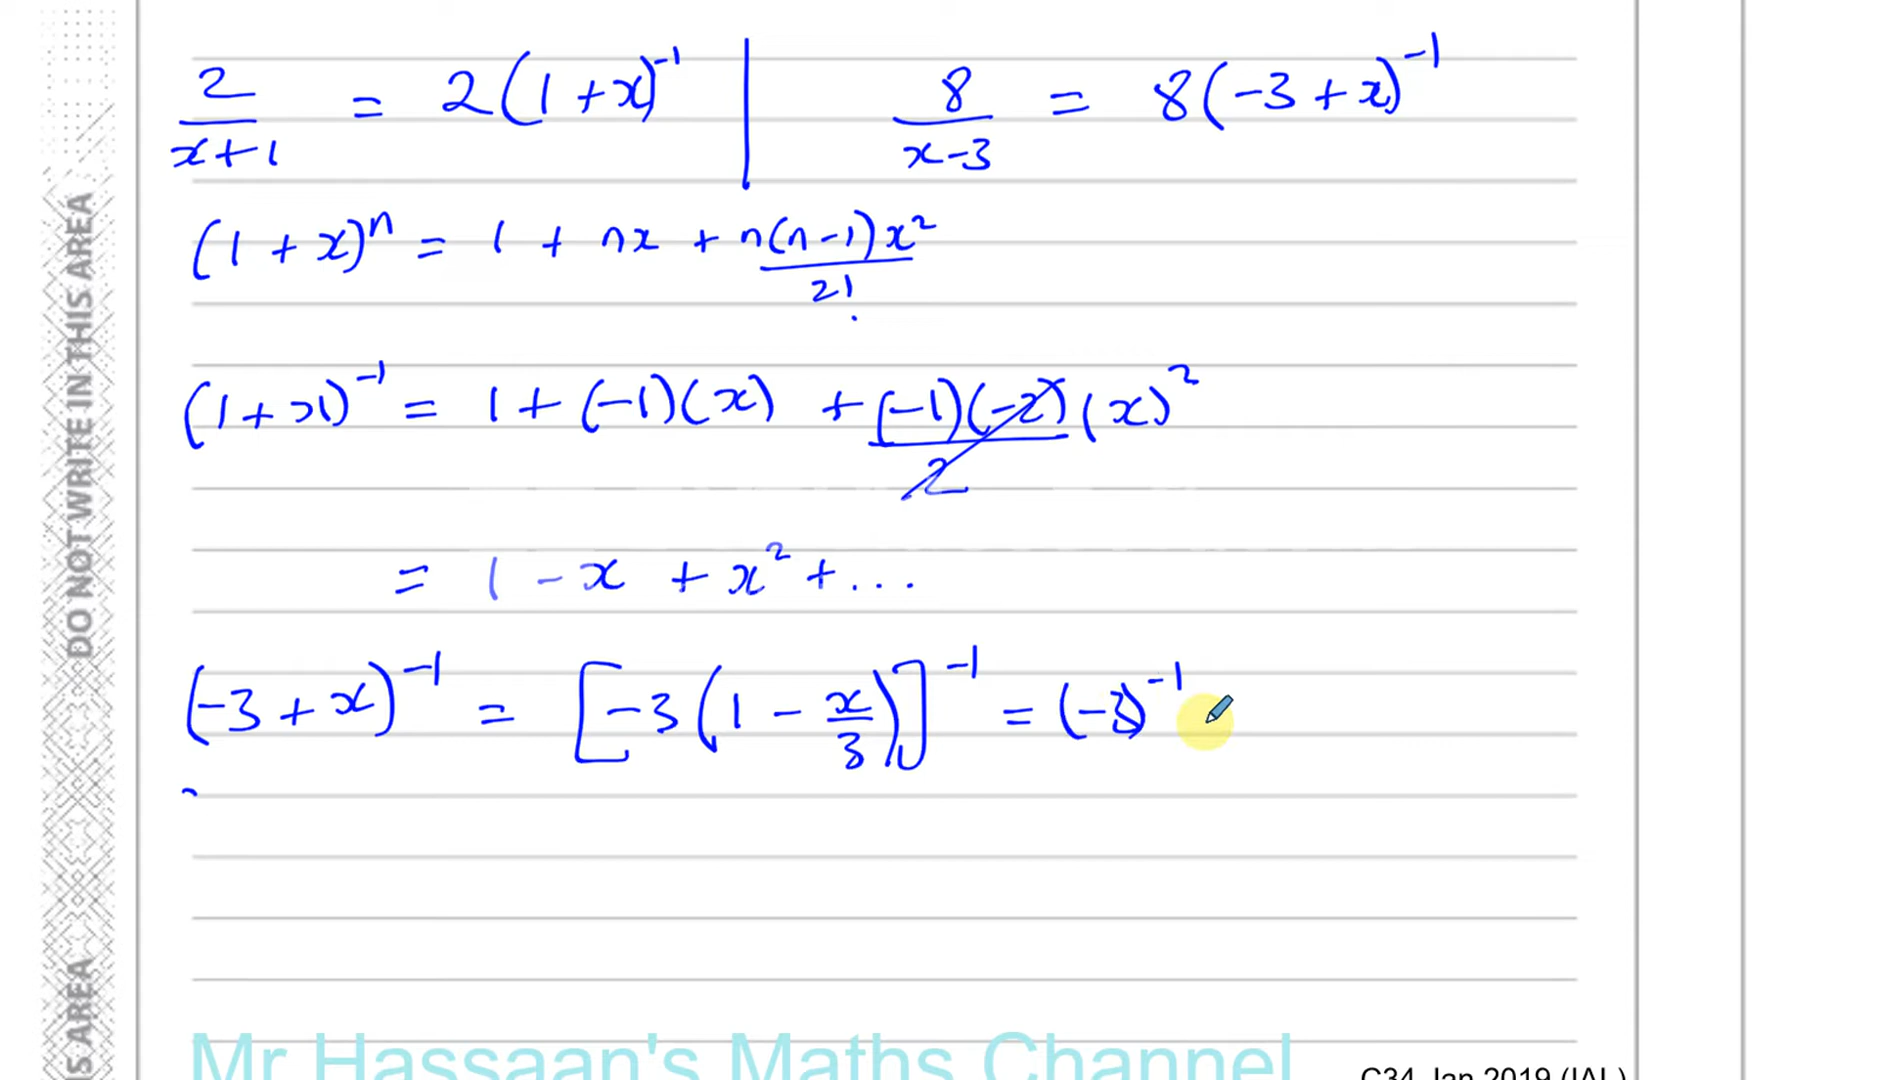 2/(x+1) = 2(1+x)^-1 | 8/(x-3) = 8(-3+x)^-1
(1+x)^n = 1 + nx + n(n-1)x^2/2!
(1+x)^-1 = 1 + (-1)(x) + (-1)(-2)/2 (x)^2
= 1 - x + x^2 + ...
(-3+x)^-1 = [-3(1 - x/3)]^-1 = (-3)^-1
DO NOT WRITE IN THIS AREA
IS AREA
Mr Hassaan's Maths Channel
C34 Jan 2019 (IAL)